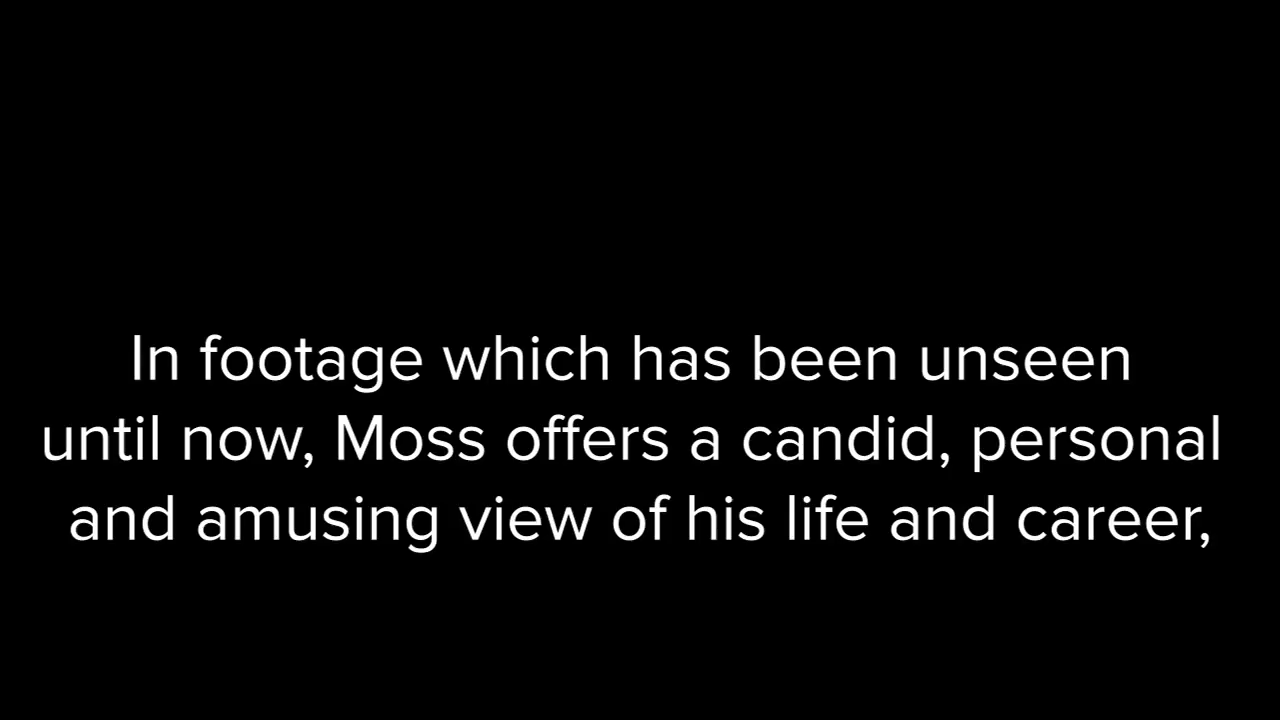 In footage which has been unseen
until now, Moss offers a candid, personal
and amusing view of his life and career,